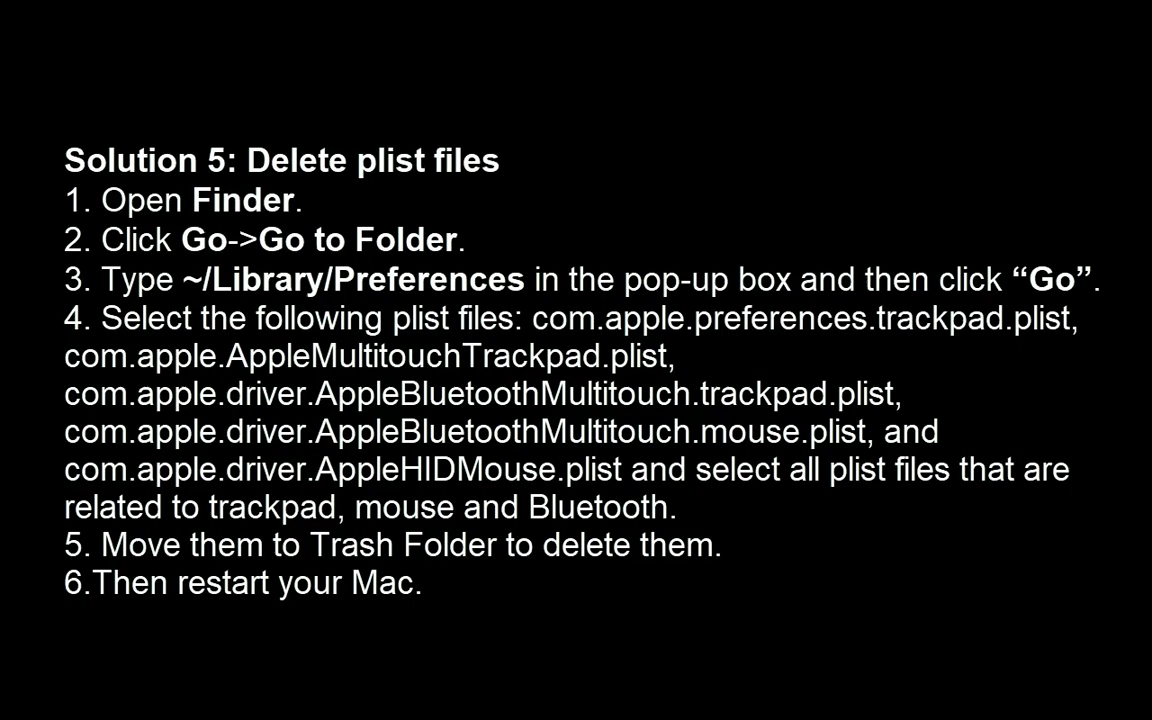 Solution 5: Delete plist files
1. Open Finder.
2. Click Go->Go to Folder.
3. Type ~/Library/Preferences in the pop-up box and then click “Go”.
4. Select the following plist files: com.apple.preferences.trackpad.plist,
com.apple.AppleMultitouchTrackpad.plist,
com.apple.driver.AppleBluetoothMultitouch.trackpad.plist,
com.apple.driver.AppleBluetoothMultitouch.mouse.plist, and
com.apple.driver.AppleHIDMouse.plist and select all plist files that are
related to trackpad, mouse and Bluetooth.
5. Move them to Trash Folder to delete them.
6.Then restart your Mac.